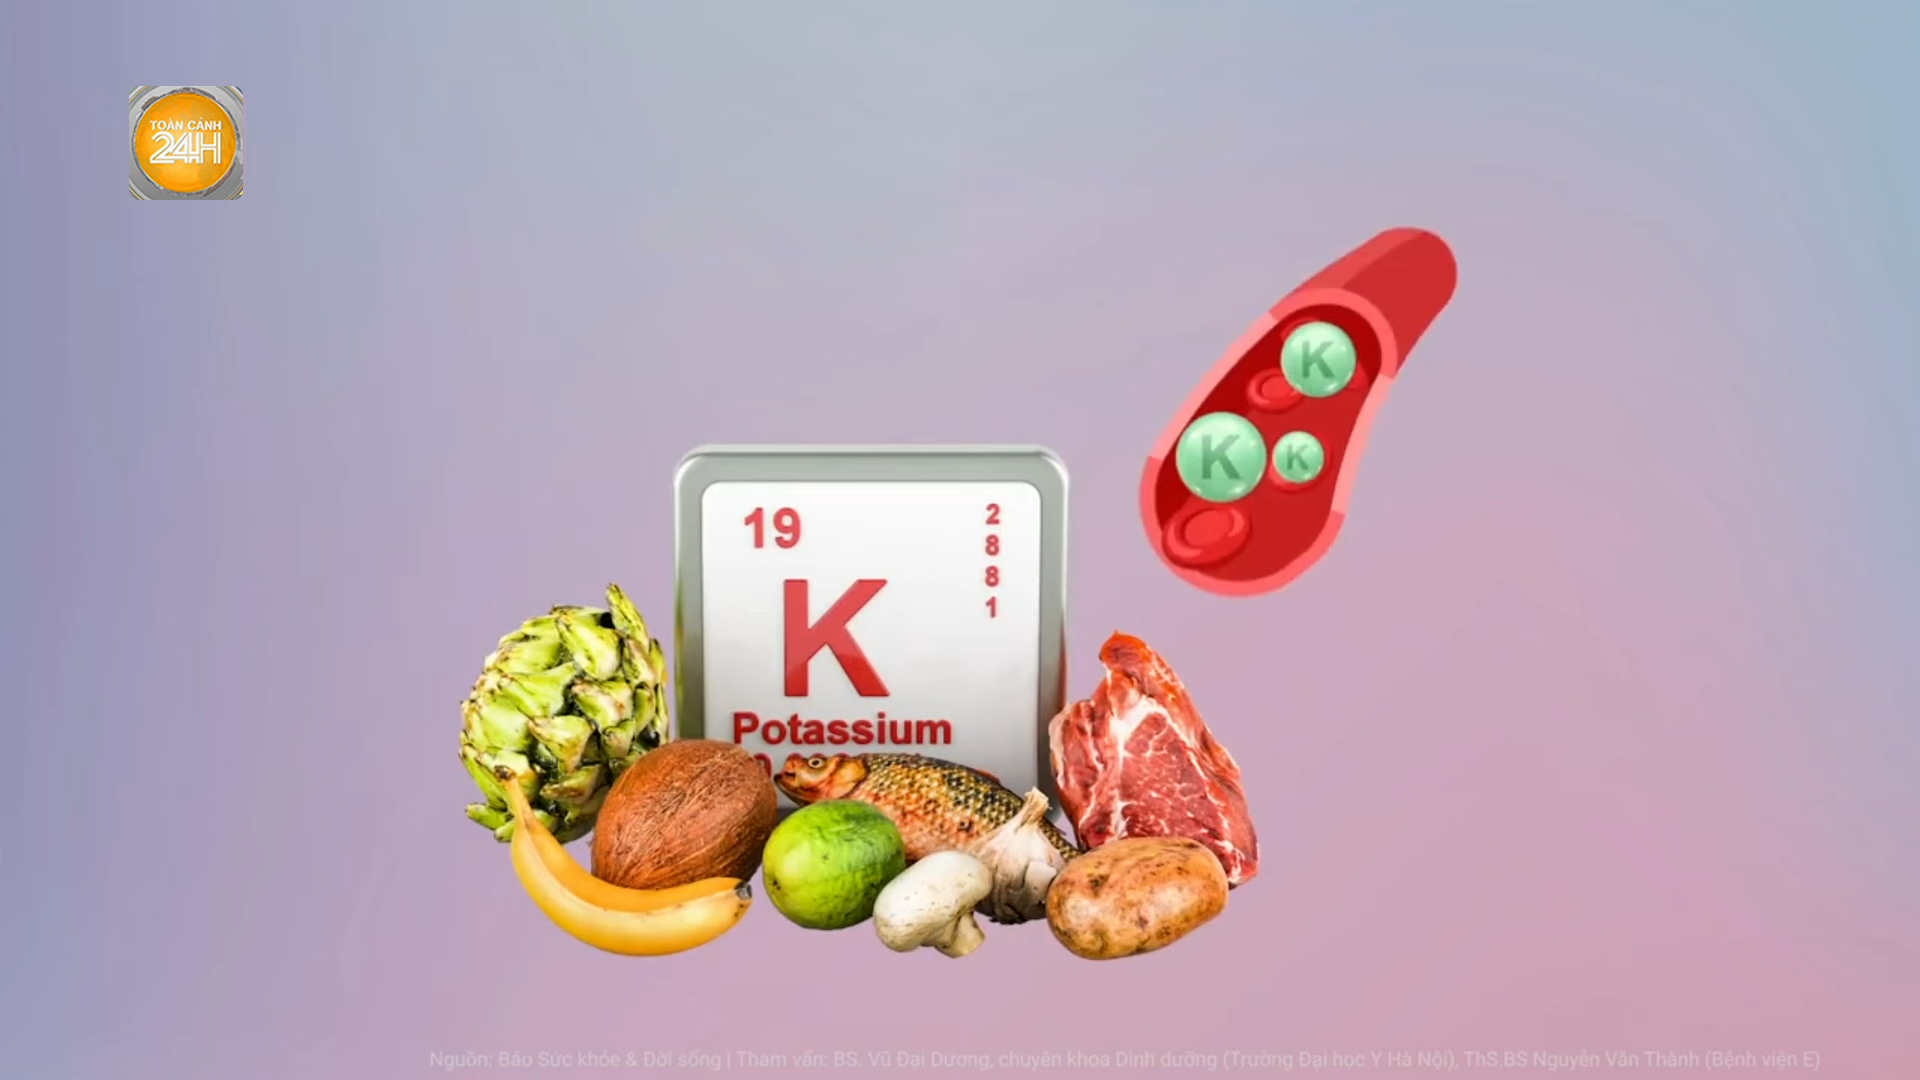 TOÀN CẢNH
24H
19
2
8
8
1
K
Potassium
K
K
K
Nguồn: Báo Sức khỏe & Đời sống | Tham vấn: BS. Vũ Đại Dương, chuyên khoa Dinh dưỡng (Trường Đại học Y Hà Nội), ThS.BS Nguyễn Văn Thành (Bệnh viện E)